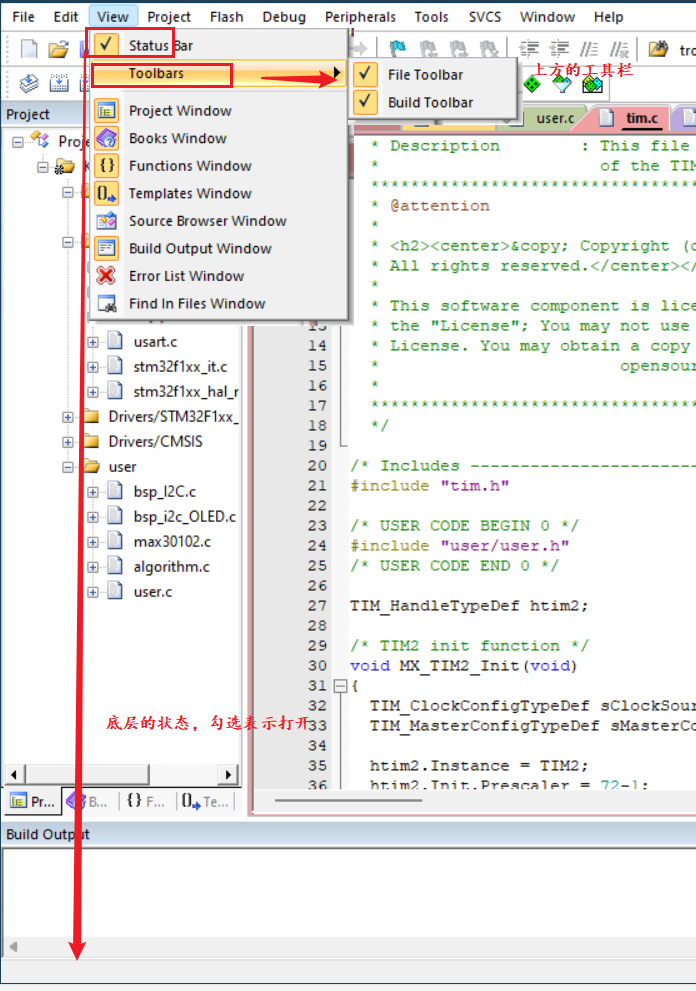 File Edit View Project Flash Debug Peripherals Tools SVCS Window Help
Status Bar
Toolbars
File Toolbar
Build Toolbar
上方的工具栏
Project Window
Books Window
Functions Window
Templates Window
Source Browser Window
Build Output Window
Error List Window
Find In Files Window
Project
usart.c
stm32f1xx_it.c
stm32f1xx_hal_r
Drivers/STM32F1xx_
Drivers/CMSIS
user
bsp_I2C.c
bsp_i2c_OLED.c
max30102.c
algorithm.c
user.c
底层的状态，勾选表示打开
Pr... B... {} F... Te...
user.c tim.c
* Description : This file
* of the TIM
******************************
* @attention
*
* <h2><center>&copy; Copyright (c
* All rights reserved.</center></
*
* This software component is lice
13 * the "License"; You may not use
14 * License. You may obtain a copy
15 * opensour
16 *
17 ******************************
18 */
19
20 /* Includes -----------------------
21 #include "tim.h"
22
23 /* USER CODE BEGIN 0 */
24 #include "user/user.h"
25 /* USER CODE END 0 */
26
27 TIM_HandleTypeDef htim2;
28
29 /* TIM2 init function */
30 void MX_TIM2_Init(void)
31 {
32 TIM_ClockConfigTypeDef sClockSour
33 TIM_MasterConfigTypeDef sMasterCo
34
35 htim2.Instance = TIM2;
36 htim2.Init.Prescaler = 72-1;
Build Output